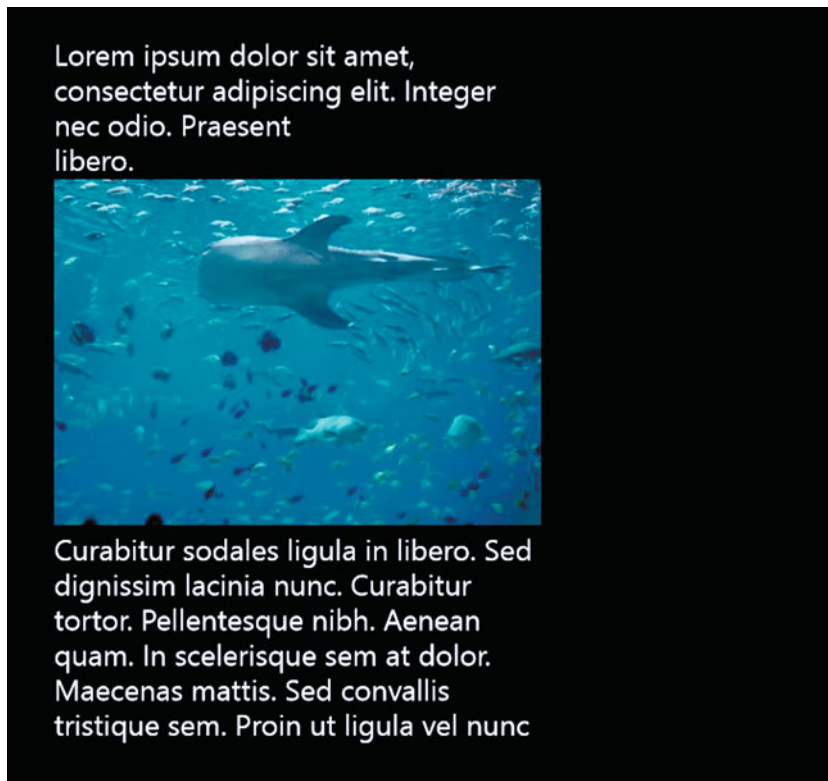 Lorem ipsum dolor sit amet,
consectetur adipiscing elit. Integer
nec odio. Praesent
libero.
Curabitur sodales ligula in libero. Sed
dignissim lacinia nunc. Curabitur
tortor. Pellentesque nibh. Aenean
quam. In scelerisque sem at dolor.
Maecenas mattis. Sed convallis
tristique sem. Proin ut ligula vel nunc